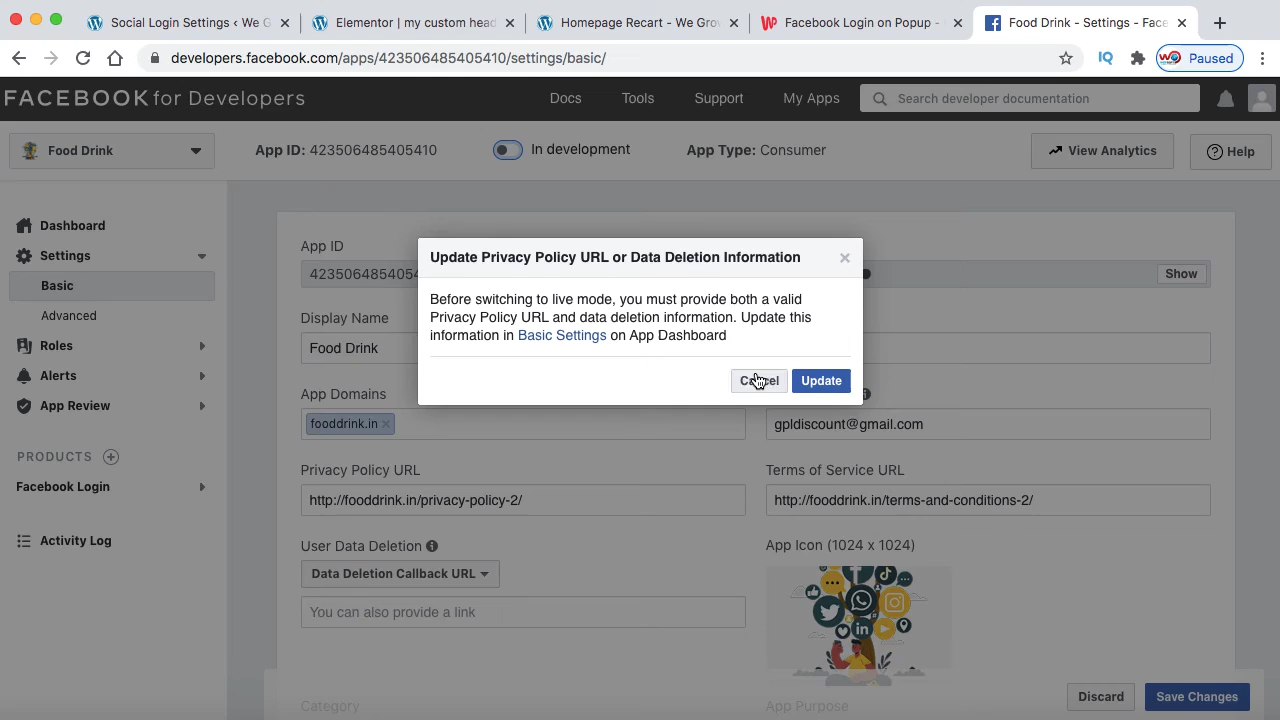 Social Login Settings ‹ We G
Elementor | my custom head
Homepage Recart - We Grow
Facebook Login on Popup -
Food Drink - Settings - Face
developers.facebook.com/apps/423506485405410/settings/basic/
IQ
Paused
FACEBOOK for Developers
Docs
Tools
Support
My Apps
Search developer documentation
Food Drink
App ID: 423506485405410
In development
App Type: Consumer
View Analytics
Help
Dashboard
Settings
Basic
Advanced
Roles
Alerts
App Review
PRODUCTS
Facebook Login
Activity Log
App ID
4235064854054
Show
Display Name
Food Drink
App Domains
fooddrink.in
gpldiscount@gmail.com
Privacy Policy URL
http://fooddrink.in/privacy-policy-2/
Terms of Service URL
http://fooddrink.in/terms-and-conditions-2/
User Data Deletion
Data Deletion Callback URL
You can also provide a link
App Icon (1024 x 1024)
Category
App Purpose
Discard
Save Changes
Update Privacy Policy URL or Data Deletion Information
Before switching to live mode, you must provide both a valid
Privacy Policy URL and data deletion information. Update this
information in Basic Settings on App Dashboard
Cancel
Update